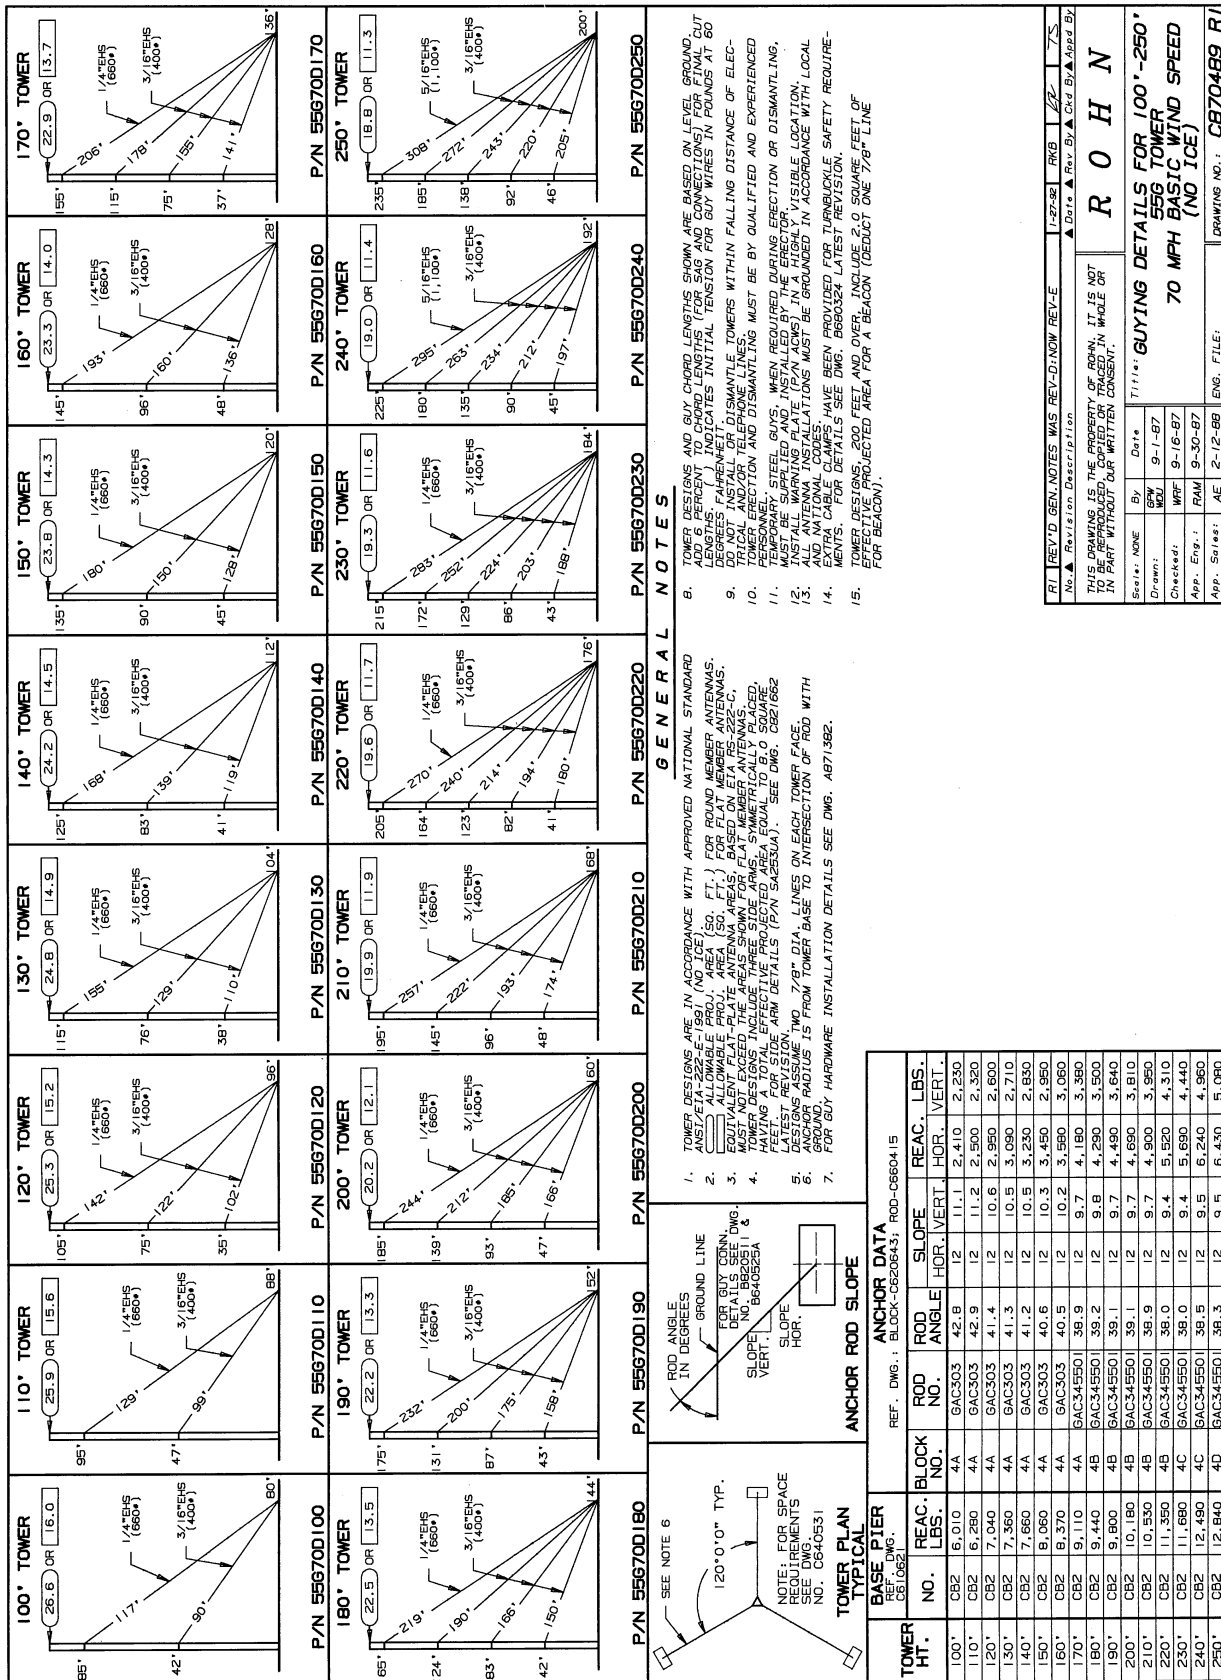 100' TOWER
26.6 OR 16.0
85'
42'
117'
90'
1/4"EHS
(660#)
3/16"EHS
(400#)
80'
P/N 55G70D100
110' TOWER
25.9 OR 15.6
95'
47'
129'
99'
1/4"EHS
(660#)
3/16"EHS
(400#)
88'
P/N 55G70D110
120' TOWER
25.3 OR 15.2
105'
75'
35'
142'
122'
102'
1/4"EHS
(660#)
3/16"EHS
(400#)
96'
P/N 55G70D120
130' TOWER
24.8 OR 14.9
115'
76'
38'
155'
129'
110'
1/4"EHS
(660#)
3/16"EHS
(400#)
104'
P/N 55G70D130
140' TOWER
24.2 OR 14.5
125'
83'
41'
168'
139'
119'
1/4"EHS
(660#)
3/16"EHS
(400#)
112'
P/N 55G70D140
150' TOWER
23.8 OR 14.3
135'
90'
45'
180'
150'
128'
1/4"EHS
(660#)
3/16"EHS
(400#)
120'
P/N 55G70D150
160' TOWER
23.3 OR 14.0
145'
96'
48'
193'
160'
136'
1/4"EHS
(660#)
3/16"EHS
(400#)
128'
P/N 55G70D160
170' TOWER
22.9 OR 13.7
155'
115'
75'
37'
206'
178'
155'
141'
1/4"EHS
(660#)
3/16"EHS
(400#)
136'
P/N 55G70D170
180' TOWER
22.5 OR 13.5
65'
24'
83'
42'
219'
190'
166'
150'
1/4"EHS
(660#)
3/16"EHS
(400#)
144'
P/N 55G70D180
190' TOWER
22.2 OR 13.3
175'
131'
87'
43'
232'
200'
175'
158'
1/4"EHS
(660#)
3/16"EHS
(400#)
152'
P/N 55G70D190
200' TOWER
20.2 OR 12.1
185'
139'
93'
47'
244'
212'
185'
166'
1/4"EHS
(660#)
3/16"EHS
(400#)
160'
P/N 55G70D200
210' TOWER
19.9 OR 11.9
195'
145'
96'
48'
257'
222'
193'
174'
1/4"EHS
(660#)
3/16"EHS
(400#)
168'
P/N 55G70D210
220' TOWER
19.6 OR 11.7
205'
164'
123'
82'
41'
270'
240'
214'
194'
180'
1/4"EHS
(660#)
3/16"EHS
(400#)
176'
P/N 55G70D220
230' TOWER
19.3 OR 11.6
215'
172'
129'
86'
43'
283'
252'
224'
203'
188'
1/4"EHS
(660#)
3/16"EHS
(400#)
184'
P/N 55G70D230
240' TOWER
19.0 OR 11.4
225'
180'
135'
90'
45'
295'
263'
234'
212'
197'
5/16"EHS
(1,100#)
3/16"EHS
(400#)
192'
P/N 55G70D240
250' TOWER
18.8 OR 11.3
235'
185'
138'
92'
46'
308'
272'
243'
220'
205'
5/16"EHS
(1,100#)
3/16"EHS
(400#)
200'
P/N 55G70D250
SEE NOTE 6
120°0'0" TYP.
NOTE: FOR SPACE
REQUIREMENTS
SEE DWG.
NO. C640531
TOWER PLAN
TYPICAL
ROD ANGLE
IN DEGREES
GROUND LINE
FOR GUY CONN.
DETAILS SEE DWG.
NO. B820511 &
B640525A
SLOPE
VERT.
SLOPE
HOR.
ANCHOR ROD SLOPE
GENERAL NOTES
1. TOWER DESIGNS ARE IN ACCORDANCE WITH APPROVED NATIONAL STANDARD
ANSI/EIA-222-E-1991 (NO ICE).
2. ALLOWABLE PROJ. AREA (SQ. FT.) FOR ROUND MEMBER ANTENNAS.
ALLOWABLE PROJ. AREA (SQ. FT.) FOR FLAT MEMBER ANTENNAS.
3. EQUIVALENT FLAT-PLATE ANTENNA AREAS, BASED ON EIA RS-222-C,
MUST NOT EXCEED THE AREAS SHOWN FOR FLAT MEMBER ANTENNAS.
4. TOWER DESIGNS INCLUDE THREE SIDE ARMS, SYMMETRICALLY PLACED,
HAVING A TOTAL EFFECTIVE PROJECTED AREA EQUAL TO 8.0 SQUARE
FEET. FOR SIDE ARM DETAILS (P/N SA253UA). SEE DWG. C821662
LATEST REVISION.
5. DESIGNS ASSUME TWO 7/8" DIA. LINES ON EACH TOWER FACE.
6. ANCHOR RADIUS IS FROM TOWER BASE TO INTERSECTION OF ROD WITH
GROUND.
7. FOR GUY HARDWARE INSTALLATION DETAILS SEE DWG. A871382.
8. TOWER DESIGNS AND GUY CHORD LENGTHS SHOWN ARE BASED ON LEVEL GROUND.
ADD 6 PERCENT TO CHORD LENGTHS (FOR SAG AND CONNECTIONS) FOR FINAL CUT
LENGTHS. ( ) INDICATES INITIAL TENSION FOR GUY WIRES IN POUNDS AT 60
DEGREES FAHRENHEIT.
9. DO NOT INSTALL OR DISMANTLE TOWERS WITHIN FALLING DISTANCE OF ELEC-
TRICAL AND/OR TELEPHONE LINES.
10. TOWER ERECTION AND DISMANTLING MUST BE BY QUALIFIED AND EXPERIENCED
PERSONNEL.
11. TEMPORARY STEEL GUYS, WHEN REQUIRED DURING ERECTION OR DISMANTLING,
MUST BE SUPPLIED AND INSTALLED BY THE ERECTOR.
12. INSTALL WARNING PLATE (P/N ACWS) IN A HIGHLY VISIBLE LOCATION.
13. ALL ANTENNA INSTALLATIONS MUST BE GROUNDED IN ACCORDANCE WITH LOCAL
AND NATIONAL CODES.
14. EXTRA CABLE CLAMPS HAVE BEEN PROVIDED FOR TURNBUCKLE SAFETY REQUIRE-
MENTS. FOR DETAILS SEE DWG. B680324 LATEST REVISION.
15. TOWER DESIGNS, 200 FEET AND OVER, INCLUDE 2.0 SQUARE FEET OF
EFFECTIVE PROJECTED AREA FOR A BEACON (DEDUCT ONE 7/8" LINE
FOR BEACON).
TOWER HT. BASE PIER REF. DWG. C610621 ANCHOR DATA REF. DWG.: BLOCK-C620643; ROD-C660415
NO. REAC. LBS. BLOCK NO. ROD NO. ROD ANGLE SLOPE HOR. VERT. REAC. LBS. HOR. VERT.
100' CB2 6,010 4A GAC303 42.8 12 11.1 2,410 2,230
110' CB2 6,280 4A GAC303 42.9 12 11.2 2,500 2,320
120' CB2 7,040 4A GAC303 41.4 12 10.6 2,950 2,600
130' CB2 7,360 4A GAC303 41.3 12 10.5 3,090 2,710
140' CB2 7,660 4A GAC303 41.2 12 10.5 3,230 2,830
150' CB2 8,060 4A GAC303 40.6 12 10.3 3,450 2,950
160' CB2 8,370 4A GAC303 40.5 12 10.2 3,580 3,060
170' CB2 9,110 4A GAC345501 38.9 12 9.7 4,180 3,380
180' CB2 9,440 4B GAC345501 39.2 12 9.8 4,290 3,500
190' CB2 9,800 4B GAC345501 39.1 12 9.7 4,490 3,640
200' CB2 10,180 4B GAC345501 39.1 12 9.7 4,690 3,810
210' CB2 10,530 4B GAC345501 38.9 12 9.7 4,900 3,950
220' CB2 11,350 4B GAC345501 38.0 12 9.4 5,520 4,310
230' CB2 11,680 4C GAC345501 38.0 12 9.4 5,690 4,440
240' CB2 12,490 4C GAC345501 38.5 12 9.5 6,240 4,960
250' CB2 12,840 4D GAC345501 38.3 12 9.5 6,430 5,080
R1 REV'D GEN.NOTES WAS REV-D:NOW REV-E 1-27-92 RKB TS
No. Revision Description Date Rev By Ckd By Appd By
THIS DRAWING IS THE PROPERTY OF ROHN. IT IS NOT
TO BE REPRODUCED, COPIED OR TRACED IN WHOLE OR
IN PART WITHOUT OUR WRITTEN CONSENT.
ROHN
Scale: NONE By Date
Drawn: GPW WOU 9-1-87
Checked: WRF 9-16-87
App. Eng.: RAM 9-30-87
App. Sales: AE 2-12-88
Title: GUYING DETAILS FOR 100'-250'
55G TOWER
70 MPH BASIC WIND SPEED
(NO ICE)
ENG. FILE:
DRAWING NO.: C870489 R1